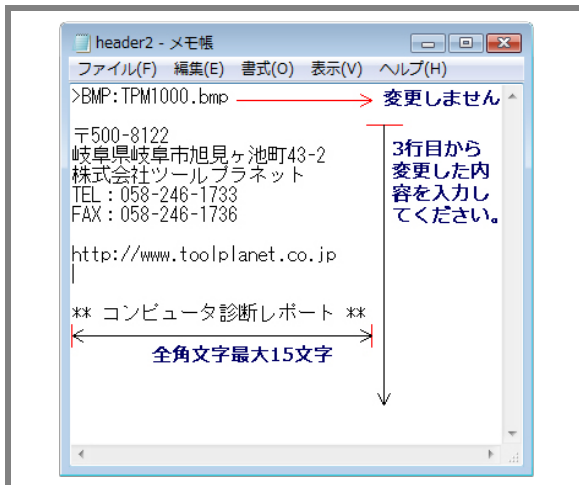 header2 - メモ帳
ファイル(F) 編集(E) 書式(O) 表示(V) ヘルプ(H)
>BMP:TPM1000.bmp 変更しません
〒500-8122
岐阜県岐阜市旭見ヶ池町43-2
株式会社ツールプラネット
TEL：058-246-1733
FAX：058-246-1736
http://www.toolplanet.co.jp
** コンピュータ診断レポート **
3行目から
変更した内
容を入力し
てください。
全角文字最大15文字